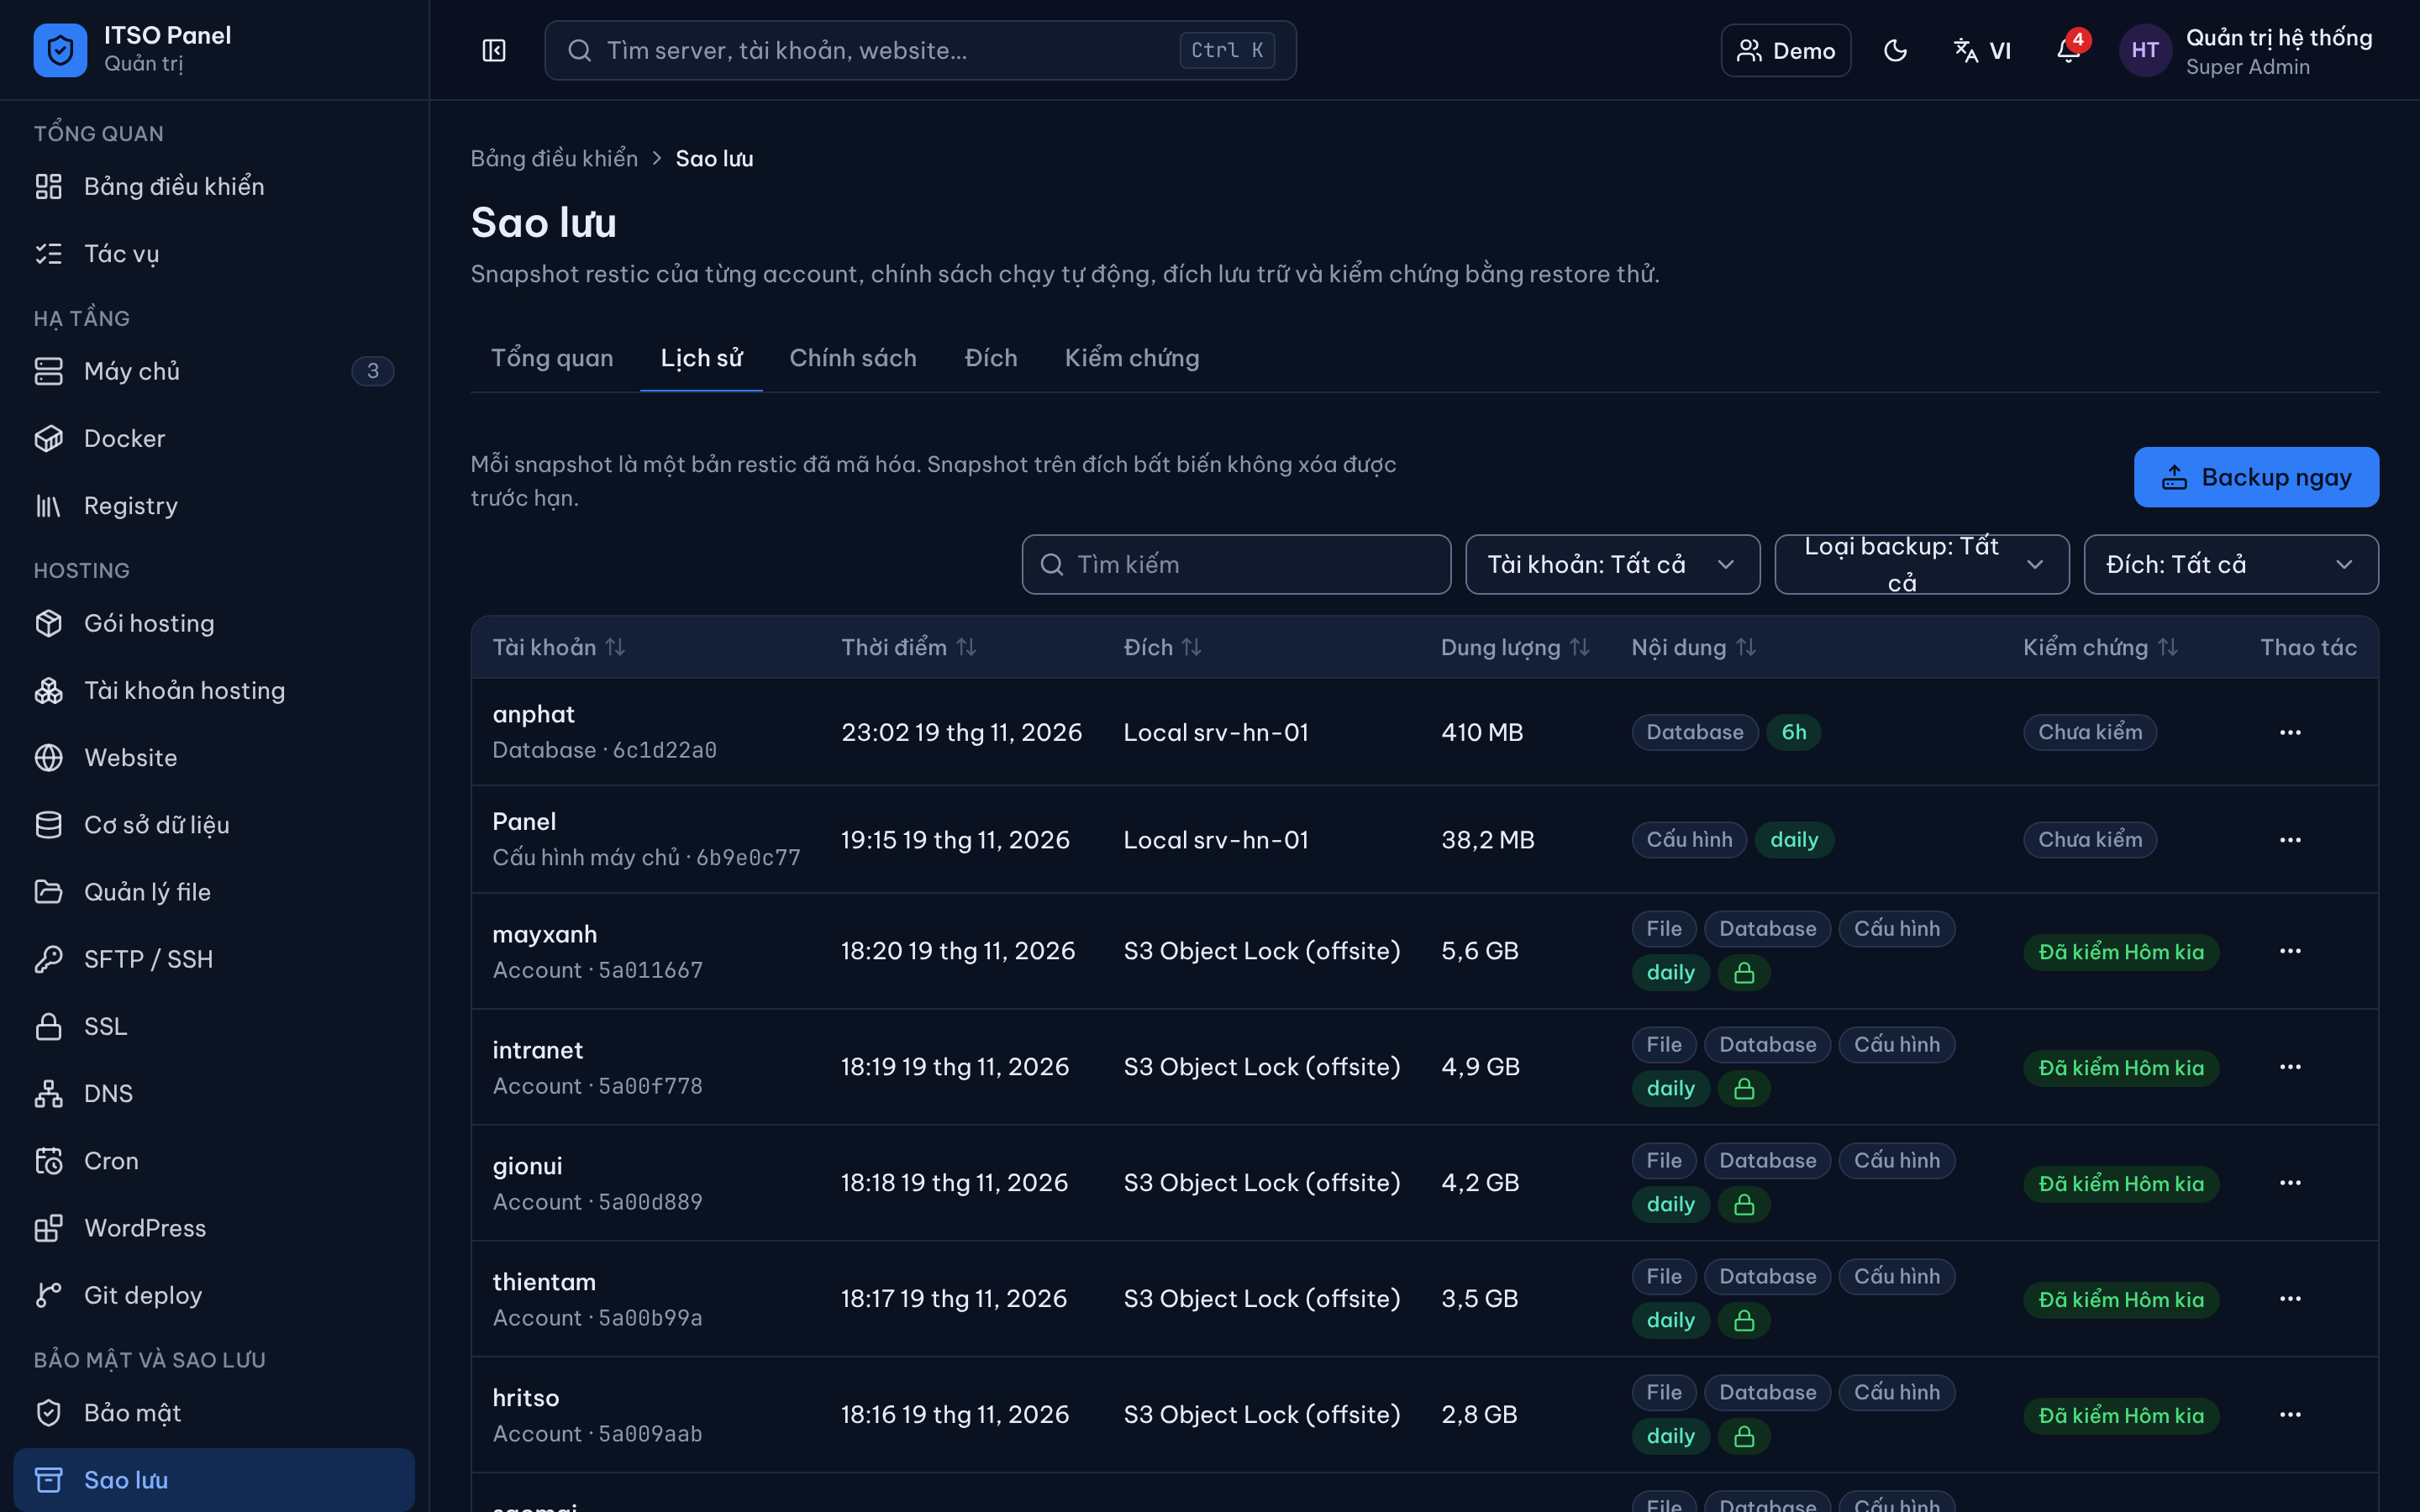 ITSO Panel
Quản trị
Tìm server, tài khoản, website...
Ctrl K
Demo
VI
4
HT
Quản trị hệ thống
Super Admin
TỔNG QUAN
Bảng điều khiển
Tác vụ
HẠ TẦNG
Máy chủ
3
Docker
Registry
HOSTING
Gói hosting
Tài khoản hosting
Website
Cơ sở dữ liệu
Quản lý file
SFTP / SSH
SSL
DNS
Cron
WordPress
Git deploy
BẢO MẬT VÀ SAO LƯU
Bảo mật
Sao lưu
Bảng điều khiển > Sao lưu
Sao lưu
Snapshot restic của từng account, chính sách chạy tự động, đích lưu trữ và kiểm chứng bằng restore thử.
Tổng quan Lịch sử Chính sách Đích Kiểm chứng
Mỗi snapshot là một bản restic đã mã hóa. Snapshot trên đích bất biến không xóa được
trước hạn.
Backup ngay
Tìm kiếm
Tài khoản: Tất cả
Loại backup: Tất
cả
Đích: Tất cả
Tài khoản Thời điểm Đích Dung lượng Nội dung Kiểm chứng Thao tác
anphat
Database · 6c1d22a0
23:02 19 thg 11, 2026 Local srv-hn-01 410 MB Database 6h Chưa kiểm
Panel
Cấu hình máy chủ · 6b9e0c77
19:15 19 thg 11, 2026 Local srv-hn-01 38,2 MB Cấu hình daily Chưa kiểm
mayxanh
Account · 5a011667
18:20 19 thg 11, 2026 S3 Object Lock (offsite) 5,6 GB
File Database Cấu hình
daily
Đã kiểm Hôm kia
intranet
Account · 5a00f778
18:19 19 thg 11, 2026 S3 Object Lock (offsite) 4,9 GB
File Database Cấu hình
daily
Đã kiểm Hôm kia
gionui
Account · 5a00d889
18:18 19 thg 11, 2026 S3 Object Lock (offsite) 4,2 GB
File Database Cấu hình
daily
Đã kiểm Hôm kia
thientam
Account · 5a00b99a
18:17 19 thg 11, 2026 S3 Object Lock (offsite) 3,5 GB
File Database Cấu hình
daily
Đã kiểm Hôm kia
hritso
Account · 5a009aab
18:16 19 thg 11, 2026 S3 Object Lock (offsite) 2,8 GB
File Database Cấu hình
daily
Đã kiểm Hôm kia
File Database Cấu hình